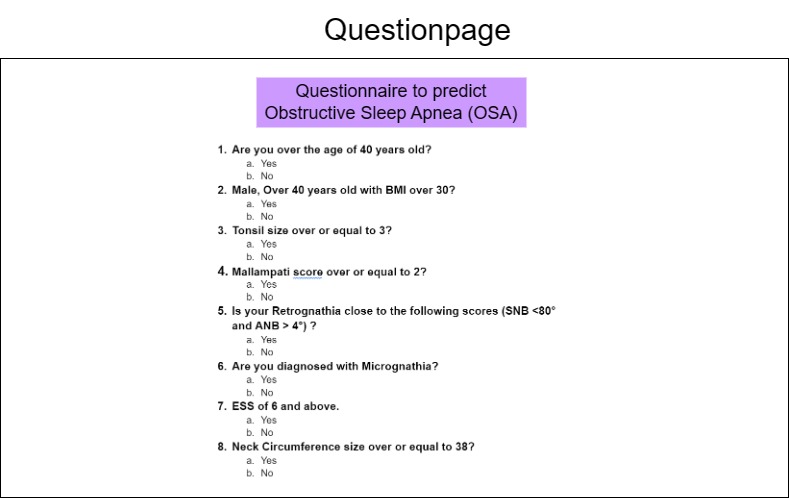 Questionpage
Questionnaire to predict
Obstructive Sleep Apnea (OSA)
1. Are you over the age of 40 years old?
a. Yes
b. No
2. Male, Over 40 years old with BMI over 30?
a. Yes
b. No
3. Tonsil size over or equal to 3?
a. Yes
b. No
4. Mallampati score over or equal to 2?
a. Yes
b. No
5. Is your Retrognathia close to the following scores (SNB <80°
and ANB > 4°) ?
a. Yes
b. No
6. Are you diagnosed with Micrognathia?
a. Yes
b. No
7. ESS of 6 and above.
a. Yes
b. No
8. Neck Circumference size over or equal to 38?
a. Yes
b. No